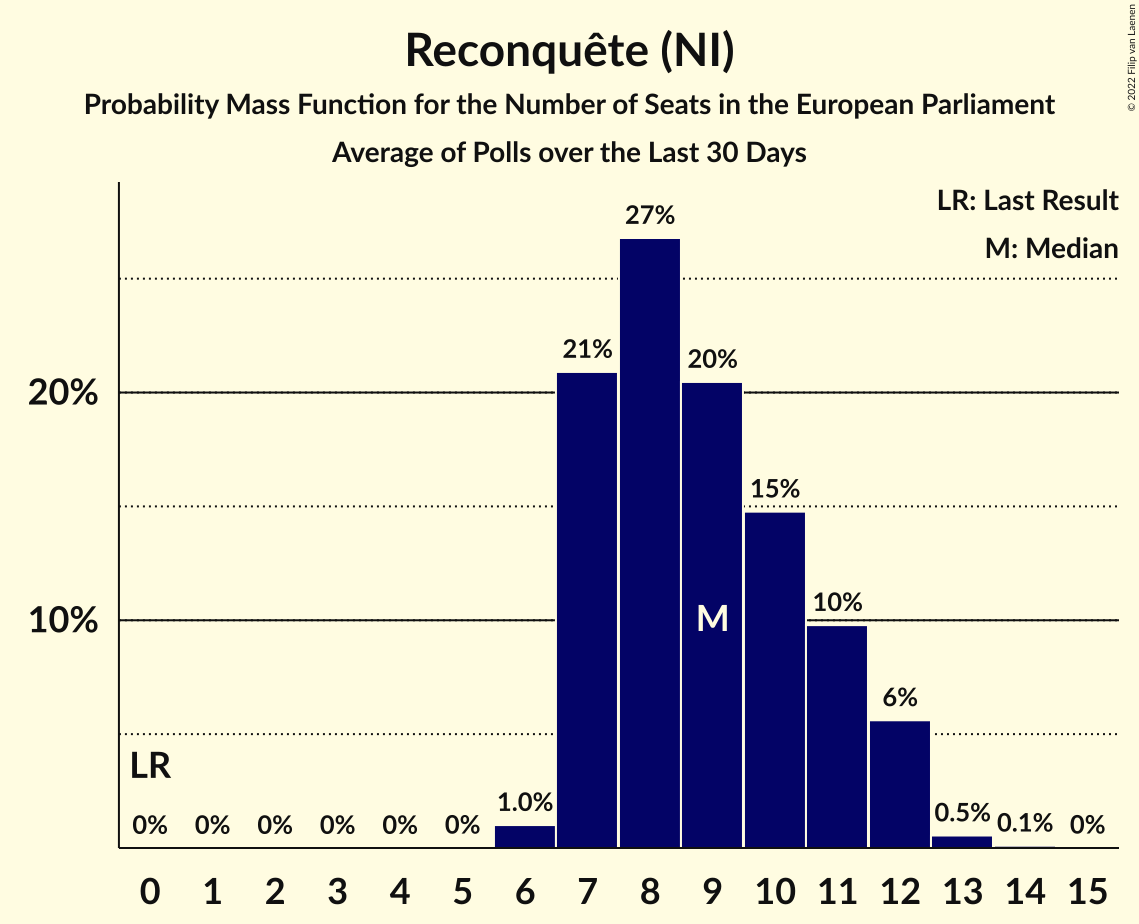 Reconquête (NI)
Probability Mass Function for the Number of Seats in the European Parliament
Average of Polls over the Last 30 Days
© 2022 Filip van Laenen
LR: Last Result
M: Median
27%
21%
20%
20%
15%
M
10%
10%
6%
LR
1.0%
0.5%
0.1%
0% 0% 0% 0% 0% 0% 0%
0 1 2 3 4 5 6 7 8 9 10 11 12 13 14 15